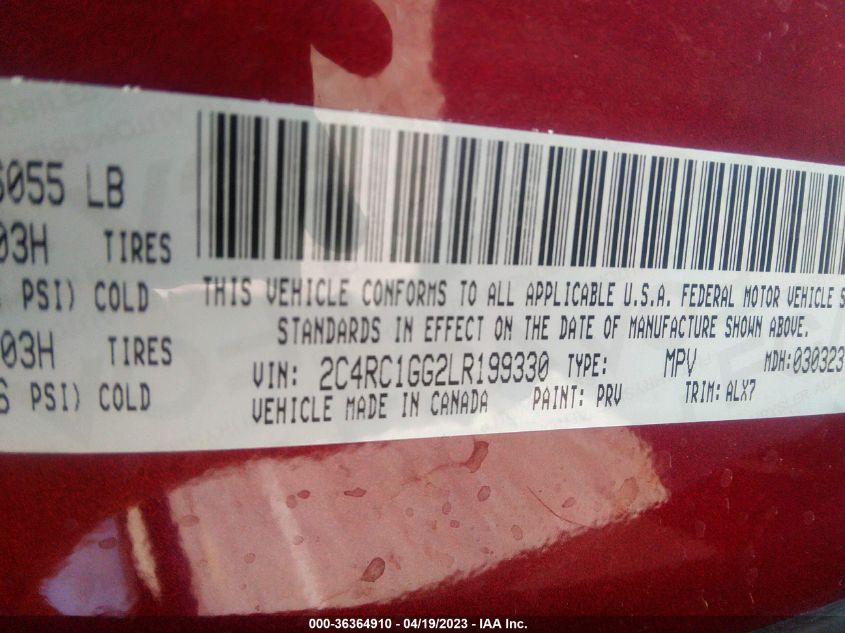 6055 LB
03H TIRES
PSI) COLD
03H TIRES
PSI) COLD
THIS VEHICLE CONFORMS TO ALL APPLICABLE U.S.A. FEDERAL MOTOR VEHICLE S
STANDARDS IN EFFECT ON THE DATE OF MANUFACTURE SHOWN ABOVE.
VIN: 2C4RC1GG2LR199330 TYPE: MPV MDH:030323
VEHICLE MADE IN CANADA PAINT: PRV TRIM: ALX7
000-36364910 - 04/19/2023 - IAA Inc.